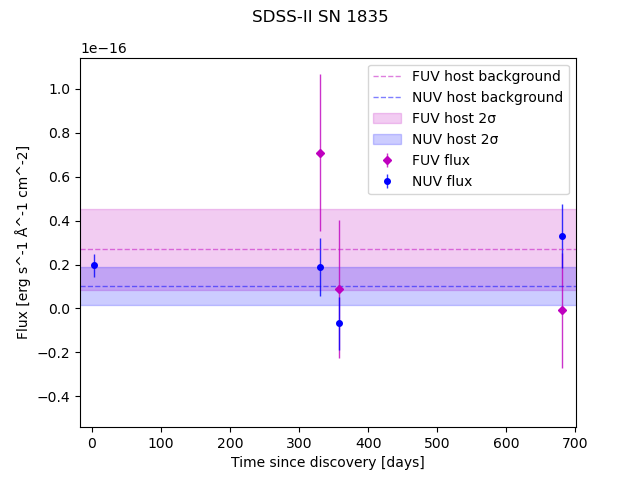 SDSS-II SN 1835
1e−16
FUV host background
NUV host background
FUV host 2σ
NUV host 2σ
FUV flux
NUV flux
1.0
0.8
0.6
0.4
0.2
0.0
−0.2
−0.4
Flux [erg s^-1 Å^-1 cm^-2]
0 100 200 300 400 500 600 700
Time since discovery [days]